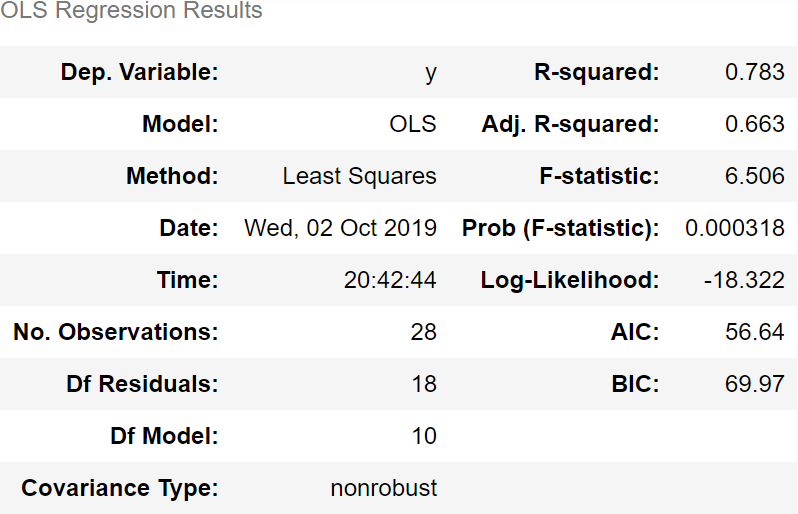 OLS Regression Results
Dep. Variable: y R-squared: 0.783
Model: OLS Adj. R-squared: 0.663
Method: Least Squares F-statistic: 6.506
Date: Wed, 02 Oct 2019 Prob (F-statistic): 0.000318
Time: 20:42:44 Log-Likelihood: -18.322
No. Observations: 28 AIC: 56.64
Df Residuals: 18 BIC: 69.97
Df Model: 10
Covariance Type: nonrobust